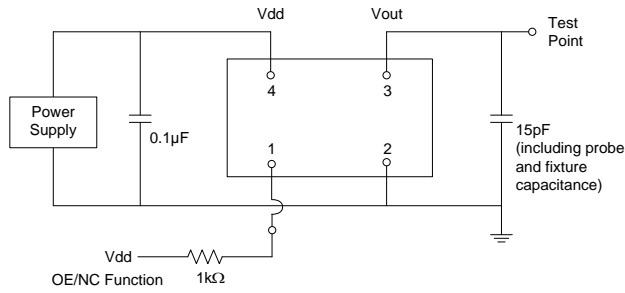 Vdd
Vout
Test
Point
4
3
Power
Supply
0.1µF
1
2
15pF
(including probe
and fixture
capacitance)
Vdd
OE/NC Function
1kΩ